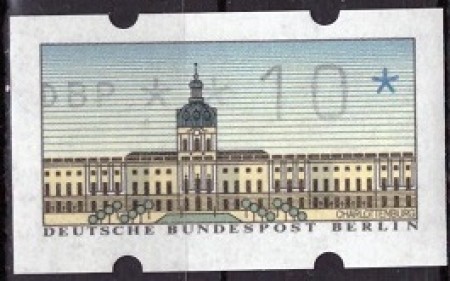 DBP * * 10 *
CHARLOTTENBURG
DEUTSCHE BUNDESPOST BERLIN